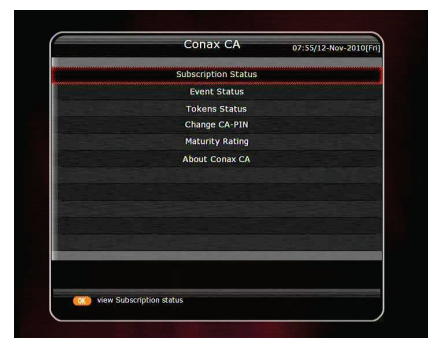 Conax CA
07:55/12-Nov-2010[Fri]
Subscription Status
Event Status
Tokens Status
Change CA-PIN
Maturity Rating
About Conax CA
OK view Subscription status